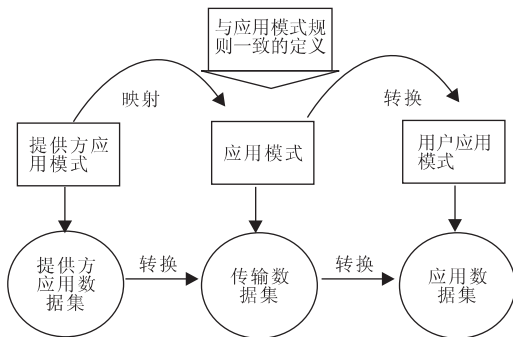 与应用模式规
则一致的定义
映射
转换
提供方应
用模式
应用模式
用户应用
模式
提供方
应用数
据集
转换
传输数
据集
转换
应用数
据集